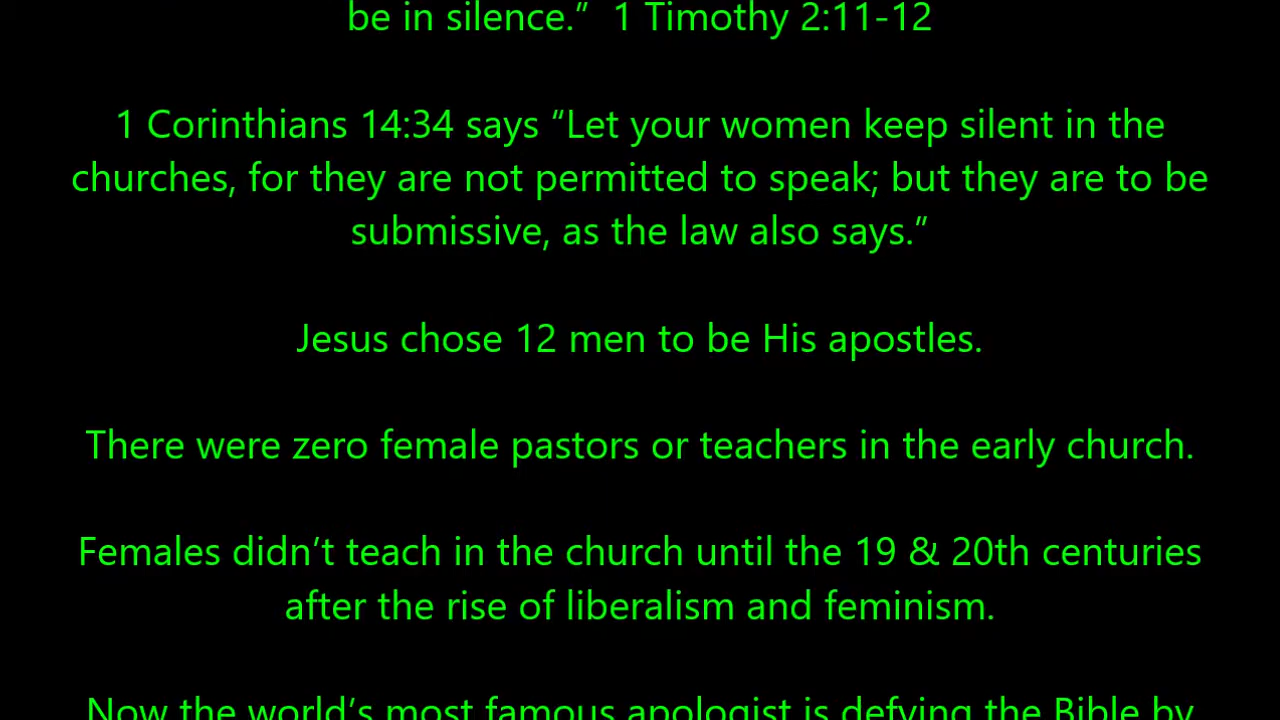 be in silence.”  1 Timothy 2:11-12
1 Corinthians 14:34 says “Let your women keep silent in the
churches, for they are not permitted to speak; but they are to be
submissive, as the law also says.”
Jesus chose 12 men to be His apostles.
There were zero female pastors or teachers in the early church.
Females didn’t teach in the church until the 19 & 20th centuries
after the rise of liberalism and feminism.
Now the world’s most famous apologist is defying the Bible by